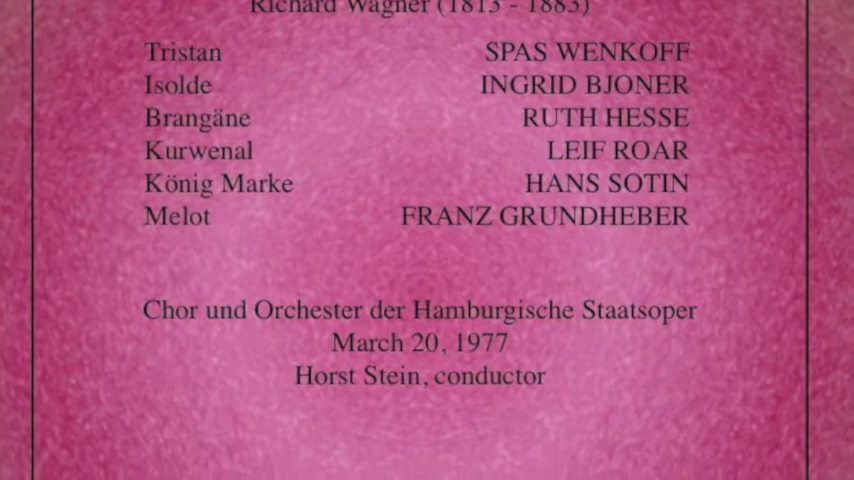 Richard Wagner (1813 - 1883)
Tristan SPAS WENKOFF
Isolde INGRID BJONER
Brangäne RUTH HESSE
Kurwenal LEIF ROAR
König Marke HANS SOTIN
Melot FRANZ GRUNDHEBER
Chor und Orchester der Hamburgische Staatsoper
March 20, 1977
Horst Stein, conductor